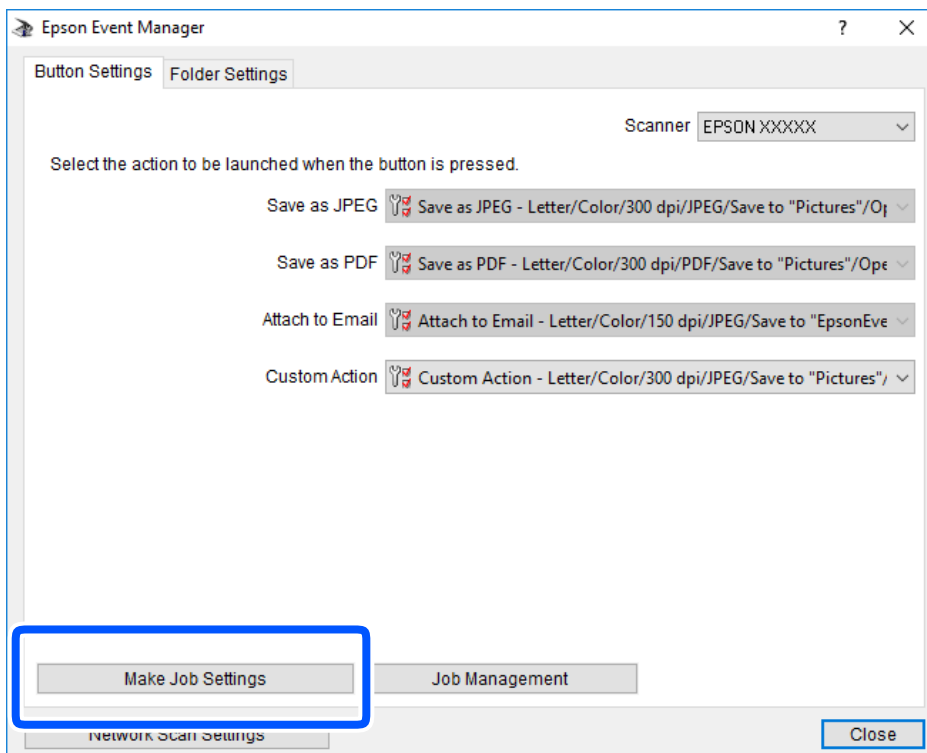 Epson Event Manager
Button Settings Folder Settings
Scanner EPSON XXXXX
Select the action to be launched when the button is pressed.
Save as JPEG Save as JPEG - Letter/Color/300 dpi/JPEG/Save to "Pictures"/Op
Save as PDF Save as PDF - Letter/Color/300 dpi/PDF/Save to "Pictures"/Ope
Attach to Email Attach to Email - Letter/Color/150 dpi/JPEG/Save to "EpsonEve
Custom Action Custom Action - Letter/Color/300 dpi/JPEG/Save to "Pictures"/
Make Job Settings Job Management
Network Scan Settings Close